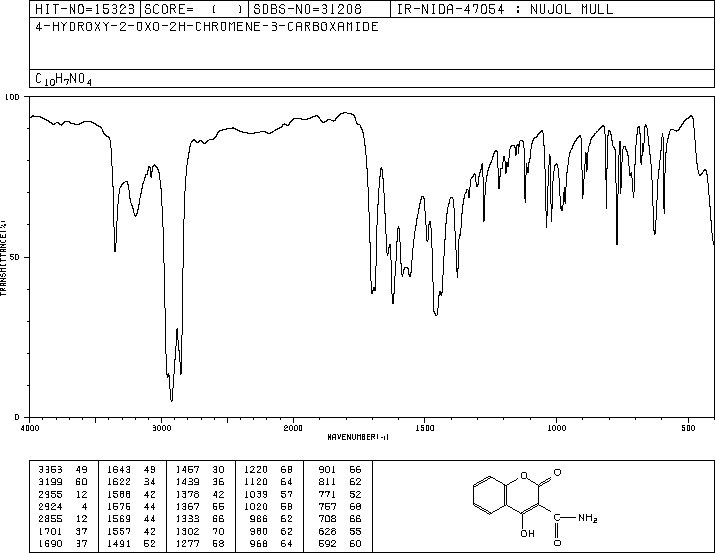 HIT-NO=15323 SCORE= ( ) SDBS-NO=31208 IR-NIDA-47054 : NUJOL MULL
4-HYDROXY-2-OXO-2H-CHROMENE-3-CARBOXAMIDE
C10H7NO4
100
TRANSMITTANCE(%)
50
0
4000 3000 2000 1500 1000 500
WAVENUMBER(-1)
3363 49 1643 49 1467 30 1220 68 901 66
3199 60 1622 34 1439 36 1120 64 811 62
2955 12 1588 42 1378 42 1039 57 771 52
2924 4 1576 44 1367 55 1020 58 757 68
2855 12 1569 44 1333 66 986 62 708 66
1701 37 1557 42 1302 70 980 62 628 55
1690 37 1491 52 1277 58 968 64 592 60
O O
NH2
OH O